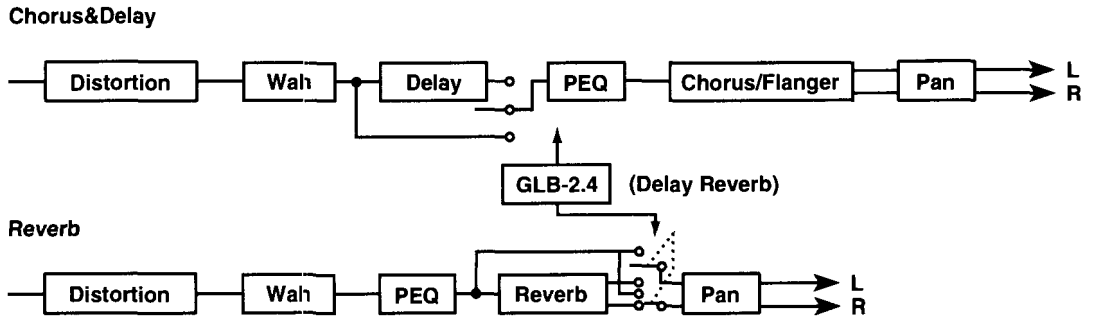 Chorus&Delay
Distortion Wah Delay PEQ Chorus/Flanger Pan L
R
GLB-2.4 (Delay Reverb)
Reverb
Distortion Wah PEQ Reverb Pan L
R